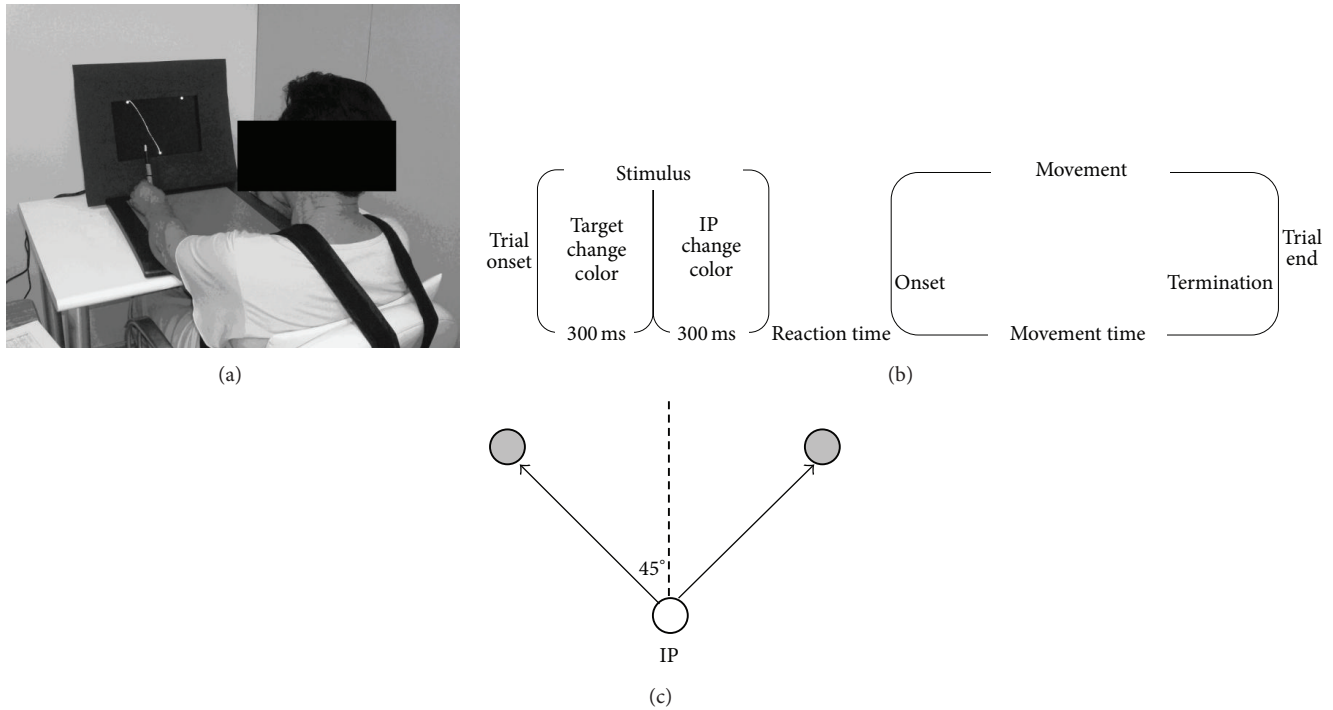 (a)
Stimulus
Trial
onset
Target
change
color
IP
change
color
300 ms
300 ms
Reaction time
Movement
Onset
Termination
Movement time
Trial
end
(b)
45°
IP
(c)